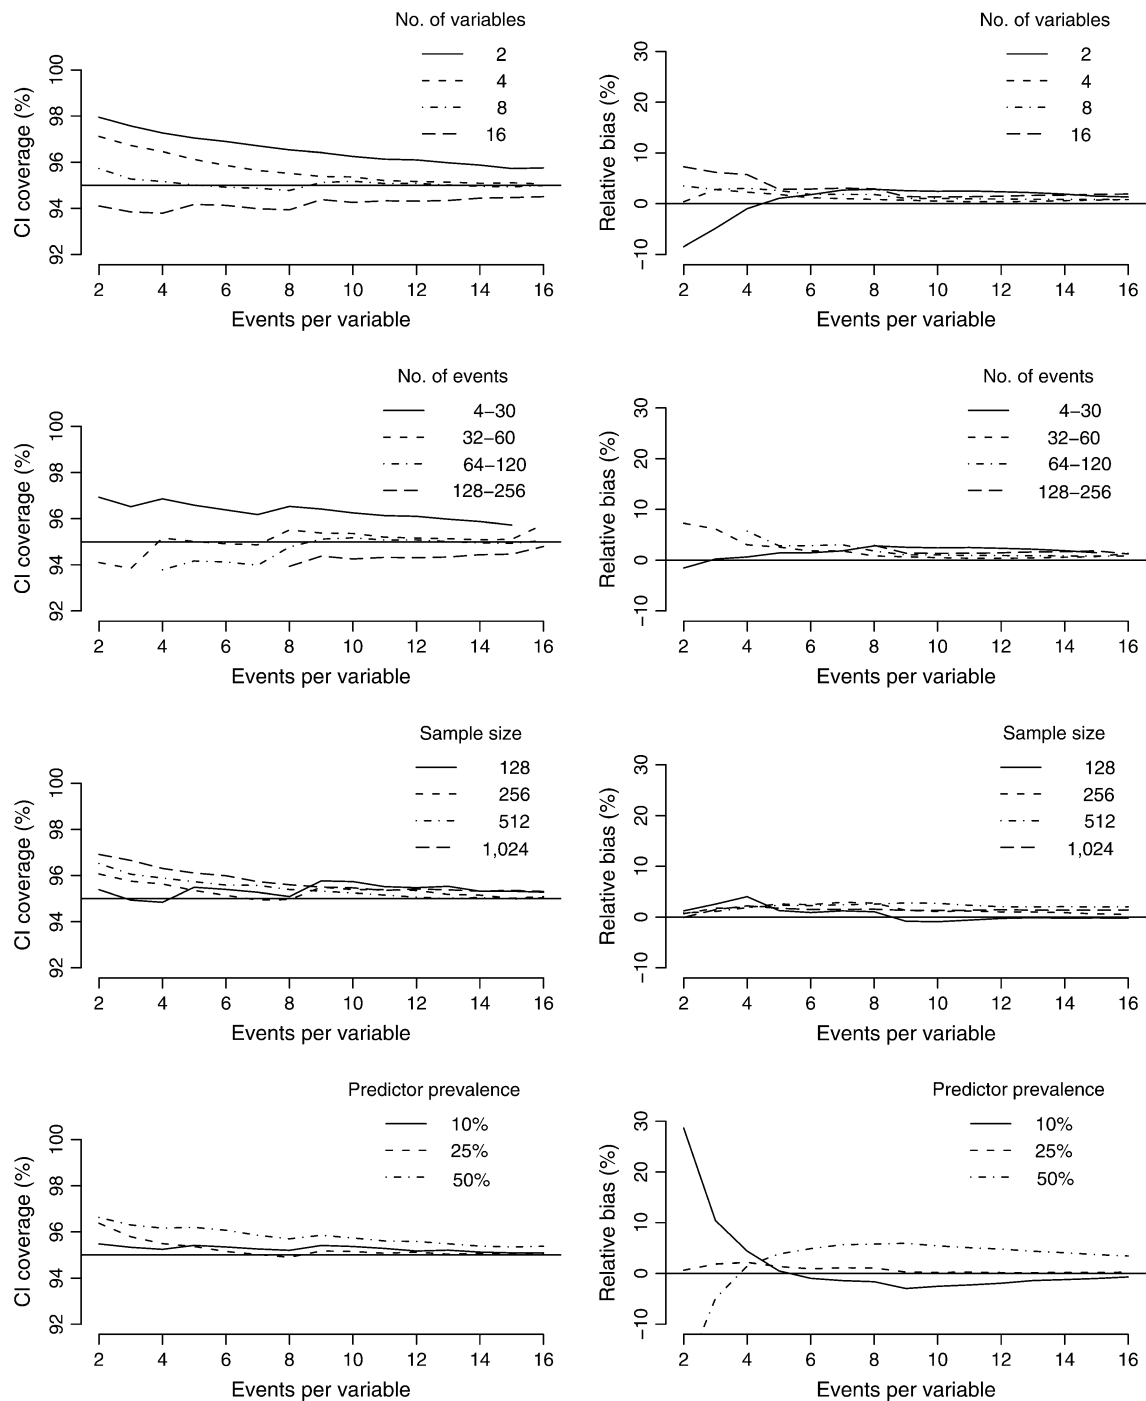 No. of variables
2
4
8
16
CI coverage (%)
100
98
96
94
92
2 4 6 8 10 12 14 16
Events per variable
No. of variables
2
4
8
16
Relative bias (%)
30
20
10
0
−10
2 4 6 8 10 12 14 16
Events per variable
No. of events
4−30
32−60
64−120
128−256
CI coverage (%)
100
98
96
94
92
2 4 6 8 10 12 14 16
Events per variable
No. of events
4−30
32−60
64−120
128−256
Relative bias (%)
30
20
10
0
−10
2 4 6 8 10 12 14 16
Events per variable
Sample size
128
256
512
1,024
CI coverage (%)
100
98
96
94
92
2 4 6 8 10 12 14 16
Events per variable
Sample size
128
256
512
1,024
Relative bias (%)
30
20
10
0
−10
2 4 6 8 10 12 14 16
Events per variable
Predictor prevalence
10%
25%
50%
CI coverage (%)
100
98
96
94
92
2 4 6 8 10 12 14 16
Events per variable
Predictor prevalence
10%
25%
50%
Relative bias (%)
30
20
10
0
−10
2 4 6 8 10 12 14 16
Events per variable